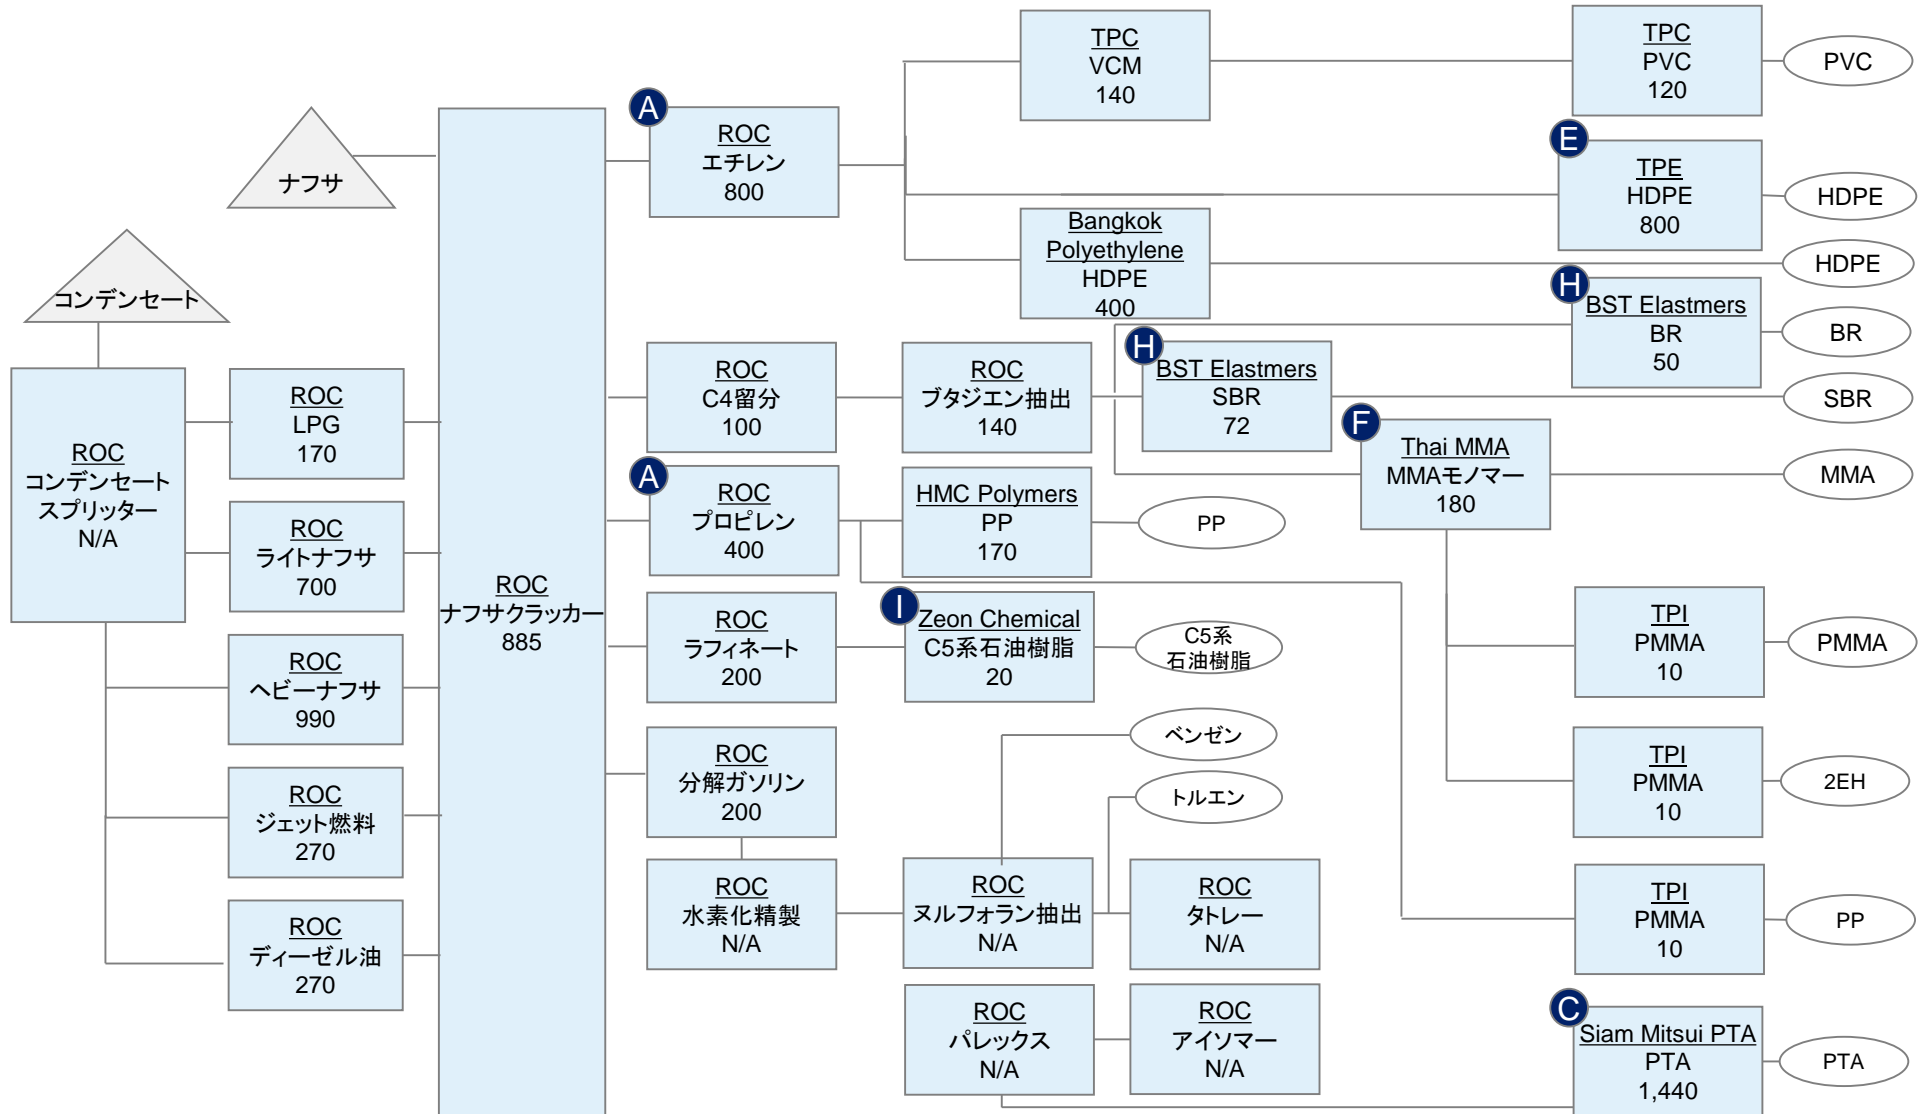 ナフサ
コンデンセート
ROC
コンデンセート
スプリッター
N/A
ROC
LPG
170
ROC
ライトナフサ
700
ROC
ヘビーナフサ
990
ROC
ジェット燃料
270
ROC
ディーゼル油
270
ROC
ナフサクラッカー
885
A
ROC
エチレン
800
TPC
VCM
140
TPC
PVC
120
PVC
E
TPE
HDPE
800
HDPE
Bangkok
Polyethylene
HDPE
400
HDPE
ROC
C4留分
100
ROC
ブタジエン抽出
140
H
BST Elastmers
SBR
72
SBR
H
BST Elastmers
BR
50
BR
F
Thai MMA
MMAモノマー
180
MMA
A
ROC
プロピレン
400
HMC Polymers
PP
170
PP
ROC
ラフィネート
200
I
Zeon Chemical
C5系石油樹脂
20
C5系
石油樹脂
TPI
PMMA
10
PMMA
ROC
分解ガソリン
200
ベンゼン
トルエン
TPI
PMMA
10
2EH
ROC
水素化精製
N/A
ROC
ヌルフォラン抽出
N/A
ROC
タトレー
N/A
TPI
PMMA
10
PP
ROC
パレックス
N/A
ROC
アイソマー
N/A
C
Siam Mitsui PTA
PTA
1,440
PTA